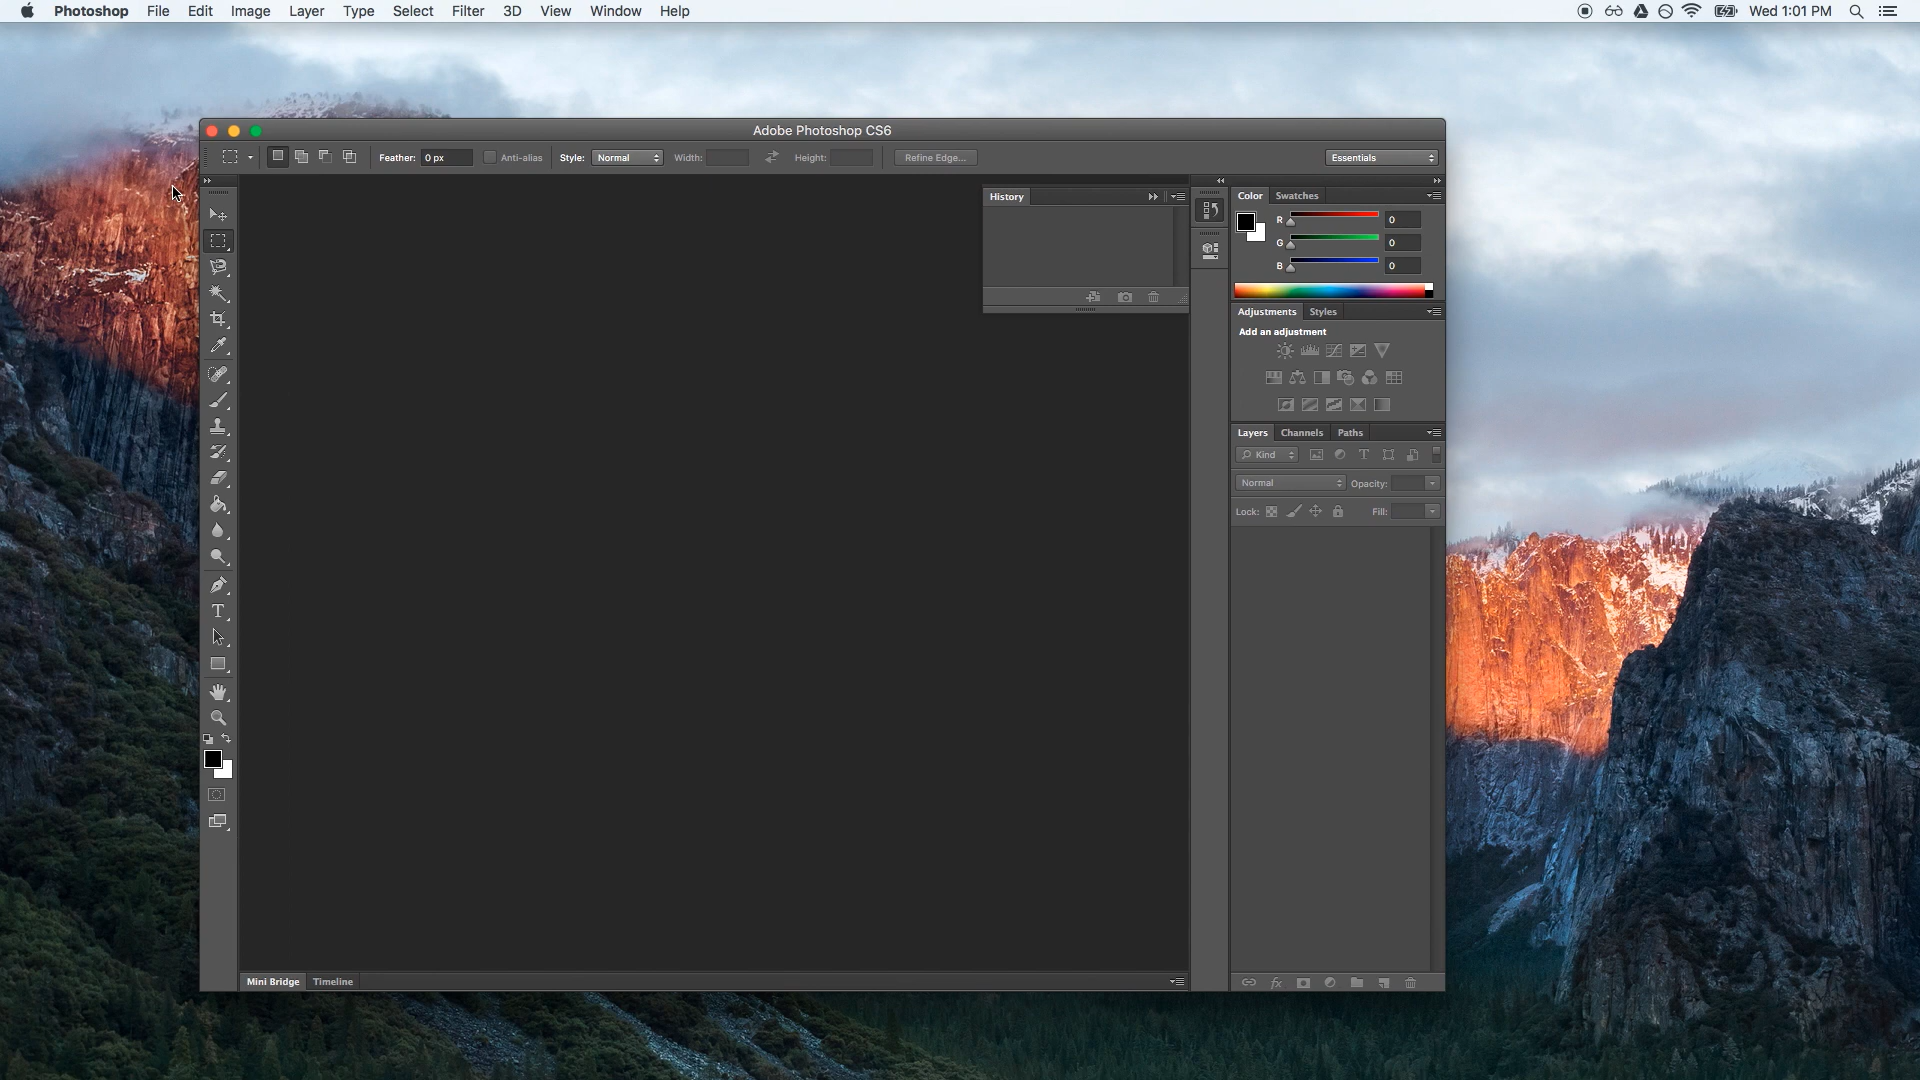 Photoshop File Edit Image Layer Type Select Filter 3D View Window Help Wed 1:01 PM
Adobe Photoshop CS6
Feather: 0 px Anti-alias Style: Normal Width: Height: Refine Edge... Essentials
History
Color Swatches
R 0
G 0
B 0
Adjustments Styles
Add an adjustment
Layers Channels Paths
Kind T
Normal Opacity:
Lock: Fill:
T
Mini Bridge Timeline
fx